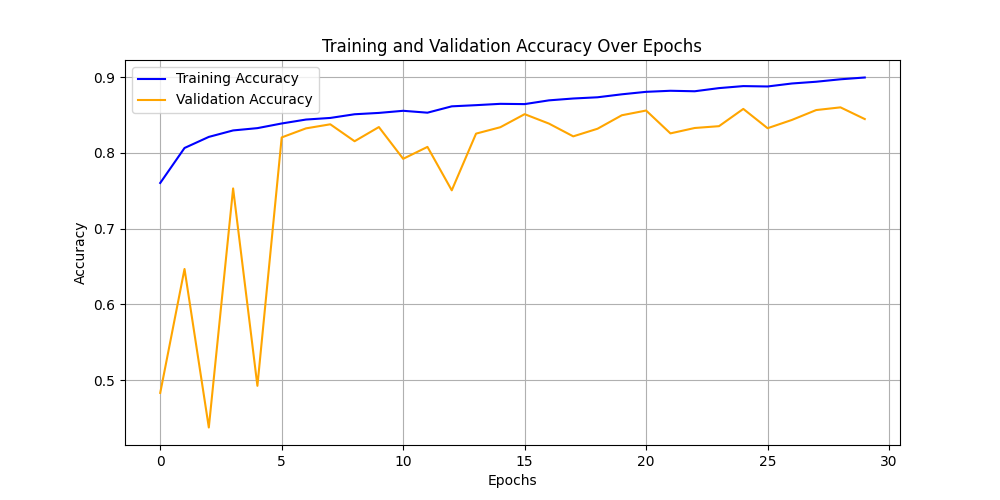 Training and Validation Accuracy Over Epochs
Training Accuracy
Validation Accuracy
0.9
0.8
0.7
0.6
0.5
Accuracy
0 5 10 15 20 25 30
Epochs